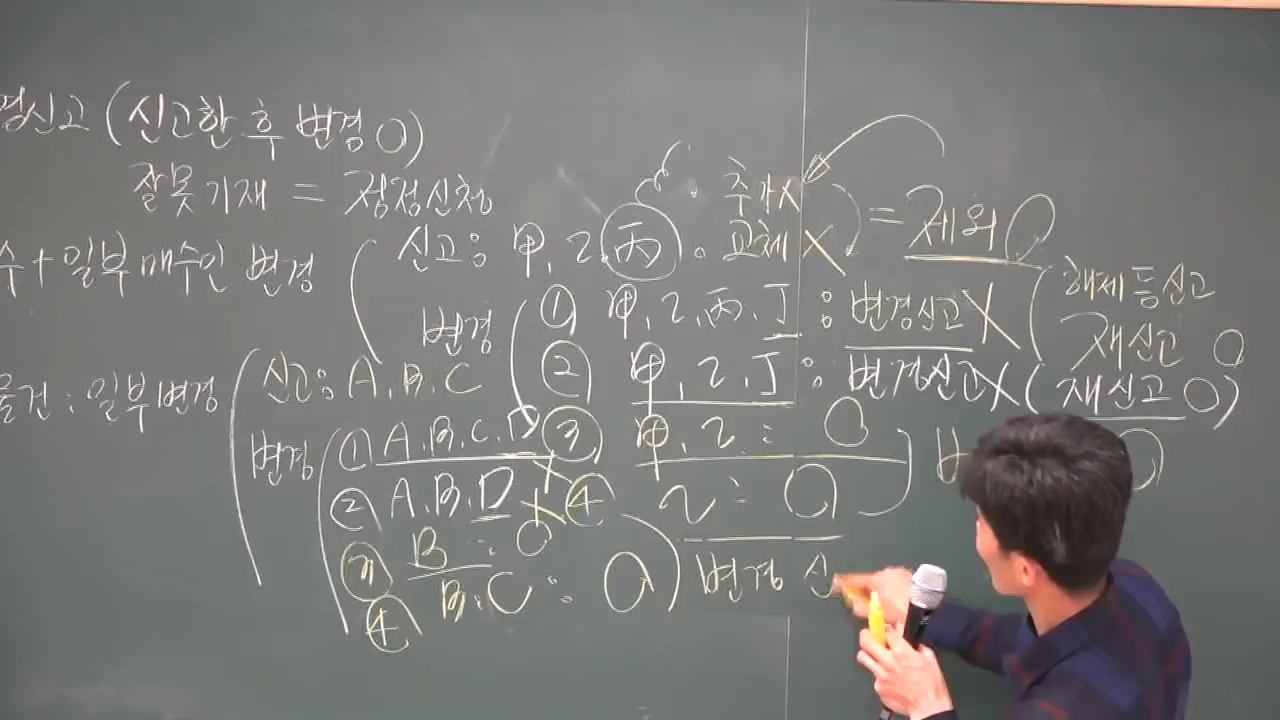 경신고 (신고한 후 변경 O)
잘못기재 = 정정신청
수+일부 매수인 변경
신고: 甲, 乙, 丙
· 추가 X
· 교체 X
= 제외 O
변경
① 甲, 乙, 丙, 丁 : 변경신고 X (해제등신고
재신고 O
② 甲, 乙, 丁 : 변경신고 X (재신고 O)
③ 甲, 乙 : O
④ 乙 : O
물건 : 일부변경
신고: A, B, C
변경
① A, B, C, D X
② A, B, D X
③ B : O
④ B, C : O
변경 신